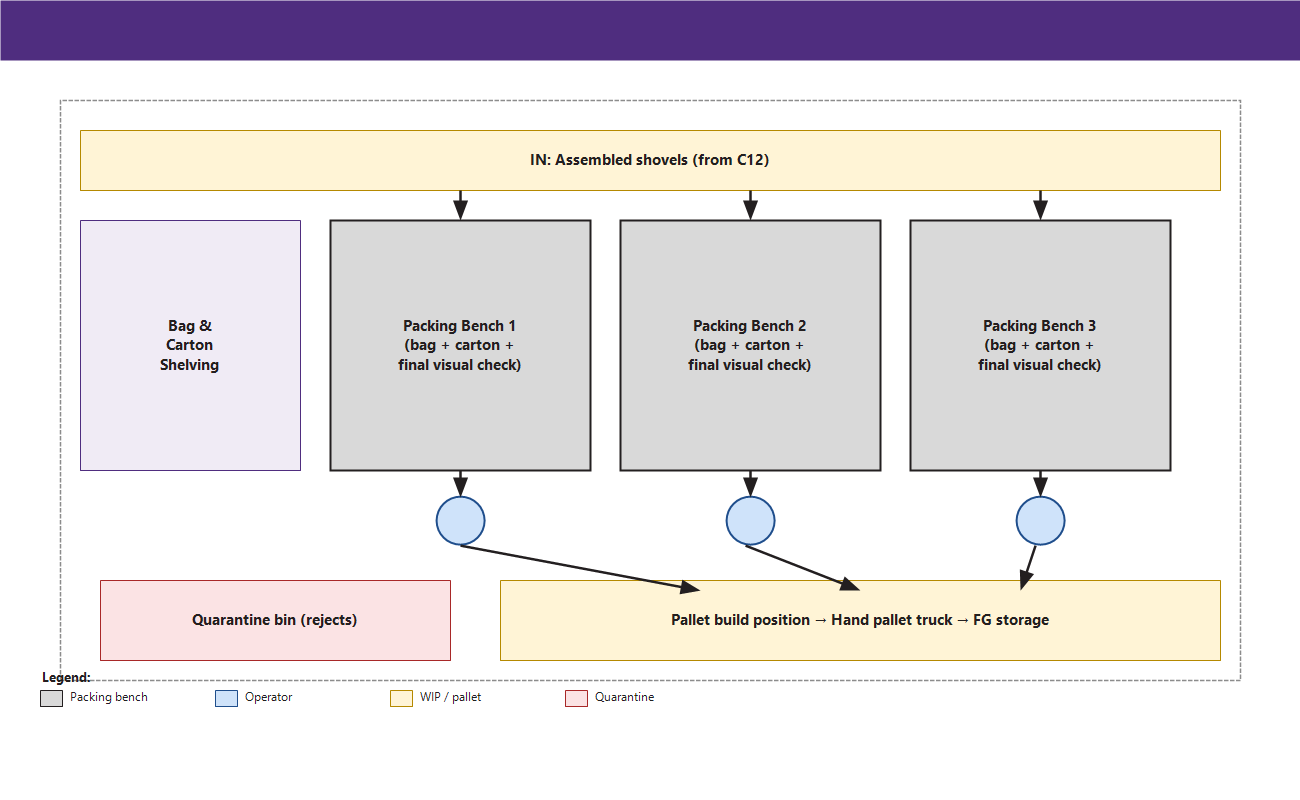 IN: Assembled shovels (from C12)
Bag &
Carton
Shelving
Packing Bench 1
(bag + carton +
final visual check)
Packing Bench 2
(bag + carton +
final visual check)
Packing Bench 3
(bag + carton +
final visual check)
Quarantine bin (rejects)
Pallet build position → Hand pallet truck → FG storage
Legend:
Packing bench
Operator
WIP / pallet
Quarantine